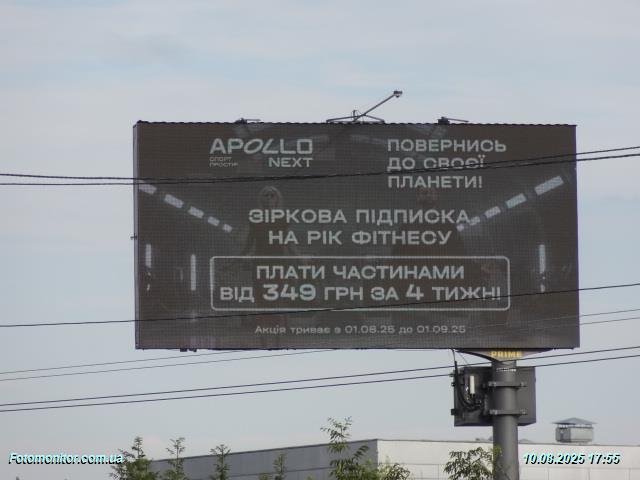 APOLLO
NEXT
СПОРТ
ПРОСТІР
ПОВЕРНИСЬ
ДО СВОЄЇ
ПЛАНЕТИ!
ЗІРКОВА ПІДПИСКА
НА РІК ФІТНЕСУ
ПЛАТИ ЧАСТИНАМИ
ВІД 349 ГРН ЗА 4 ТИЖНІ
Акція триває з 01.08.25 до 01.09.25
PRIME
Fotomonitor.com.ua
10.08.2025 17:55